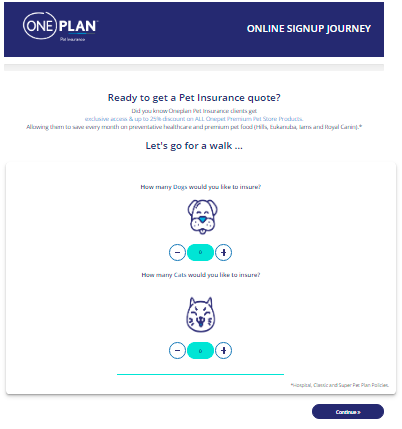 ONEPLAN
Pet Insurance
ONLINE SIGNUP JOURNEY
Ready to get a Pet Insurance quote?
Did you know Oneplan Pet Insurance clients get
exclusive access & up to 25% discount on ALL Onepet Premium Pet Store Products.
Allowing them to save every month on preventative healthcare and premium pet food (Hills, Eukanuba, Iams and Royal Canin).*
Let's go for a walk ...
How many Dogs would you like to insure?
− 0 +
How many Cats would you like to insure?
− 0 +
*Hospital, Classic and Super Pet Plan Policies.
Continue »